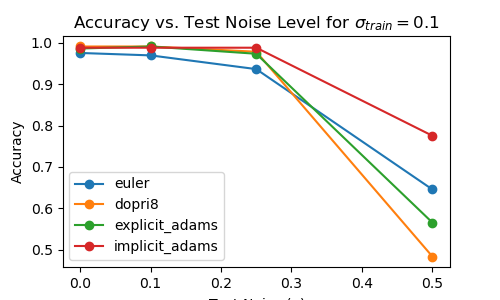 Accuracy vs. Test Noise Level for σ_train = 0.1
Accuracy
1.0
0.9
0.8
0.7
0.6
0.5
euler
dopri8
explicit_adams
implicit_adams
0.0 0.1 0.2 0.3 0.4 0.5